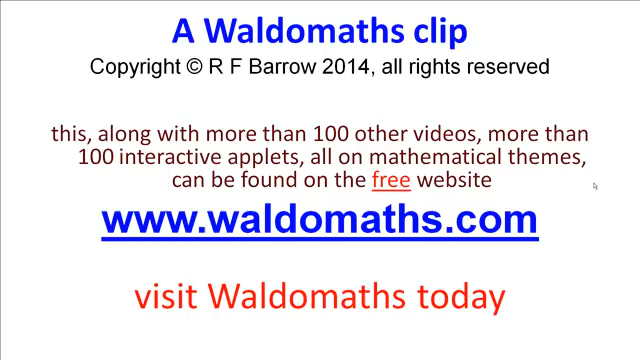 A Waldomaths clip
Copyright © R F Barrow 2014, all rights reserved
this, along with more than 100 other videos, more than
100 interactive applets, all on mathematical themes,
can be found on the free website
www.waldomaths.com
visit Waldomaths today